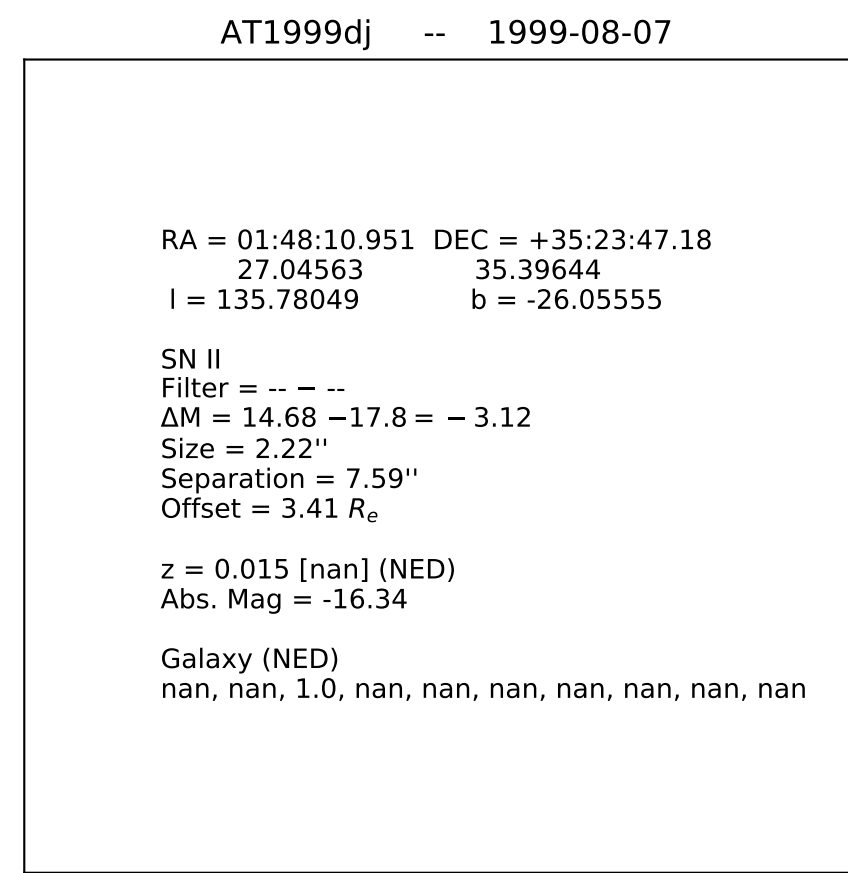 AT1999dj -- 1999-08-07
RA = 01:48:10.951 DEC = +35:23:47.18
27.04563 35.39644
l = 135.78049 b = -26.05555
SN II
Filter = -- − --
ΔM = 14.68 −17.8 = − 3.12
Size = 2.22''
Separation = 7.59''
Offset = 3.41 Re
z = 0.015 [nan] (NED)
Abs. Mag = -16.34
Galaxy (NED)
nan, nan, 1.0, nan, nan, nan, nan, nan, nan, nan